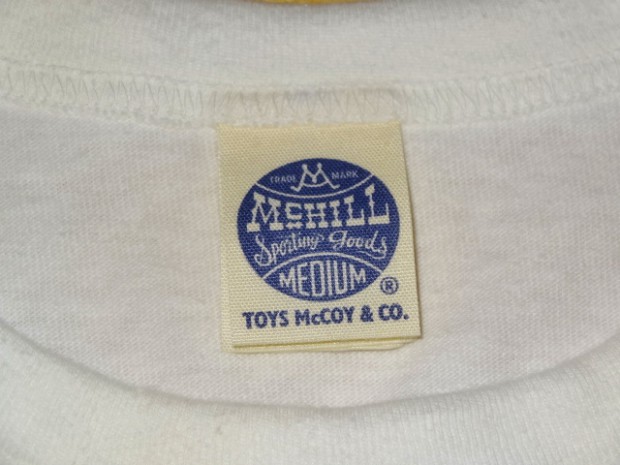 TRADE MARK
McHILL
Sporting Goods
MEDIUM ®
TOYS McCOY & CO.